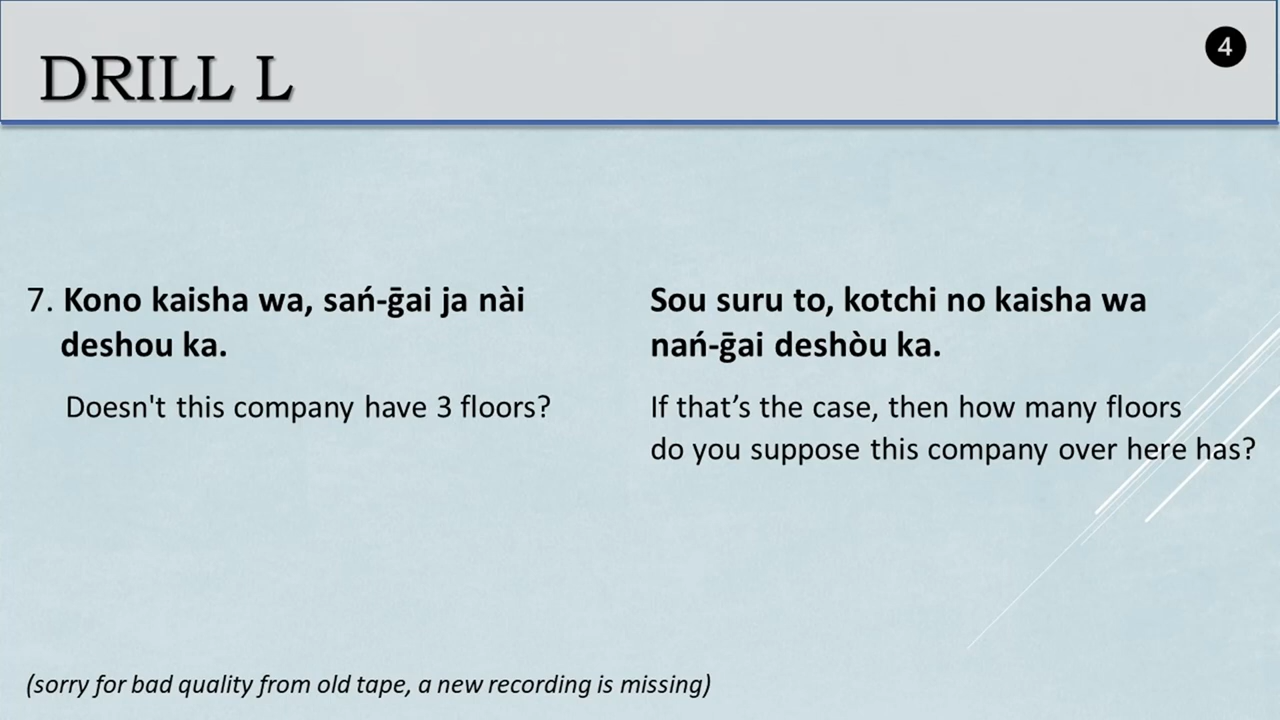 DRILL L
4
7. Kono kaisha wa, sań-ḡai ja nài
deshou ka.
Doesn't this company have 3 floors?
Sou suru to, kotchi no kaisha wa
nań-ḡai deshòu ka.
If that’s the case, then how many floors
do you suppose this company over here has?
(sorry for bad quality from old tape, a new recording is missing)